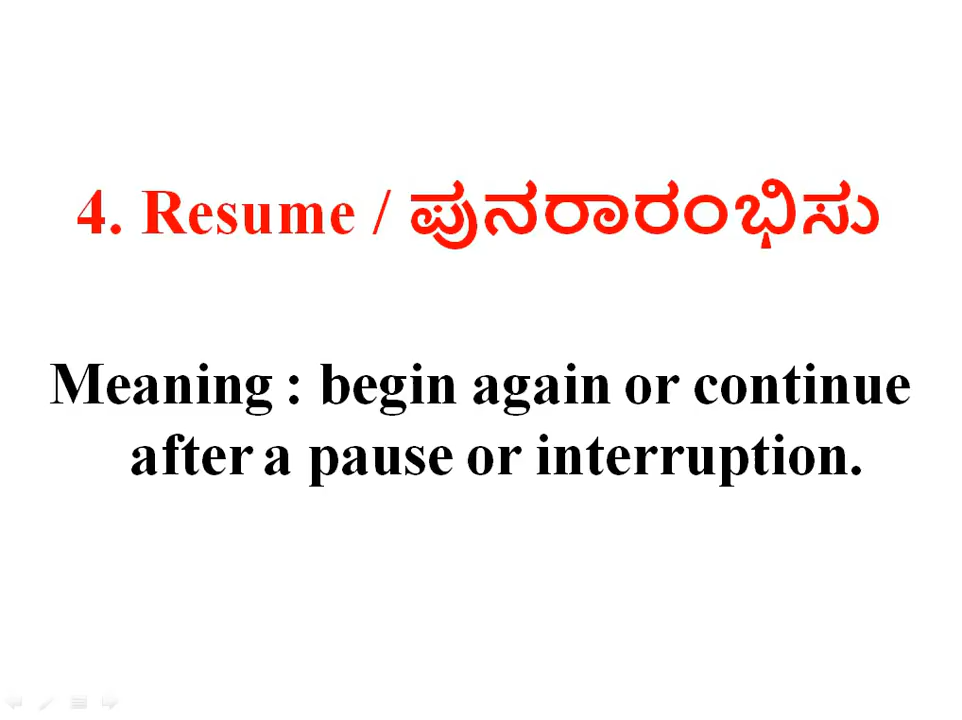 4. Resume / ಪುನರಾರಂಭಿಸು
Meaning : begin again or continue
after a pause or interruption.